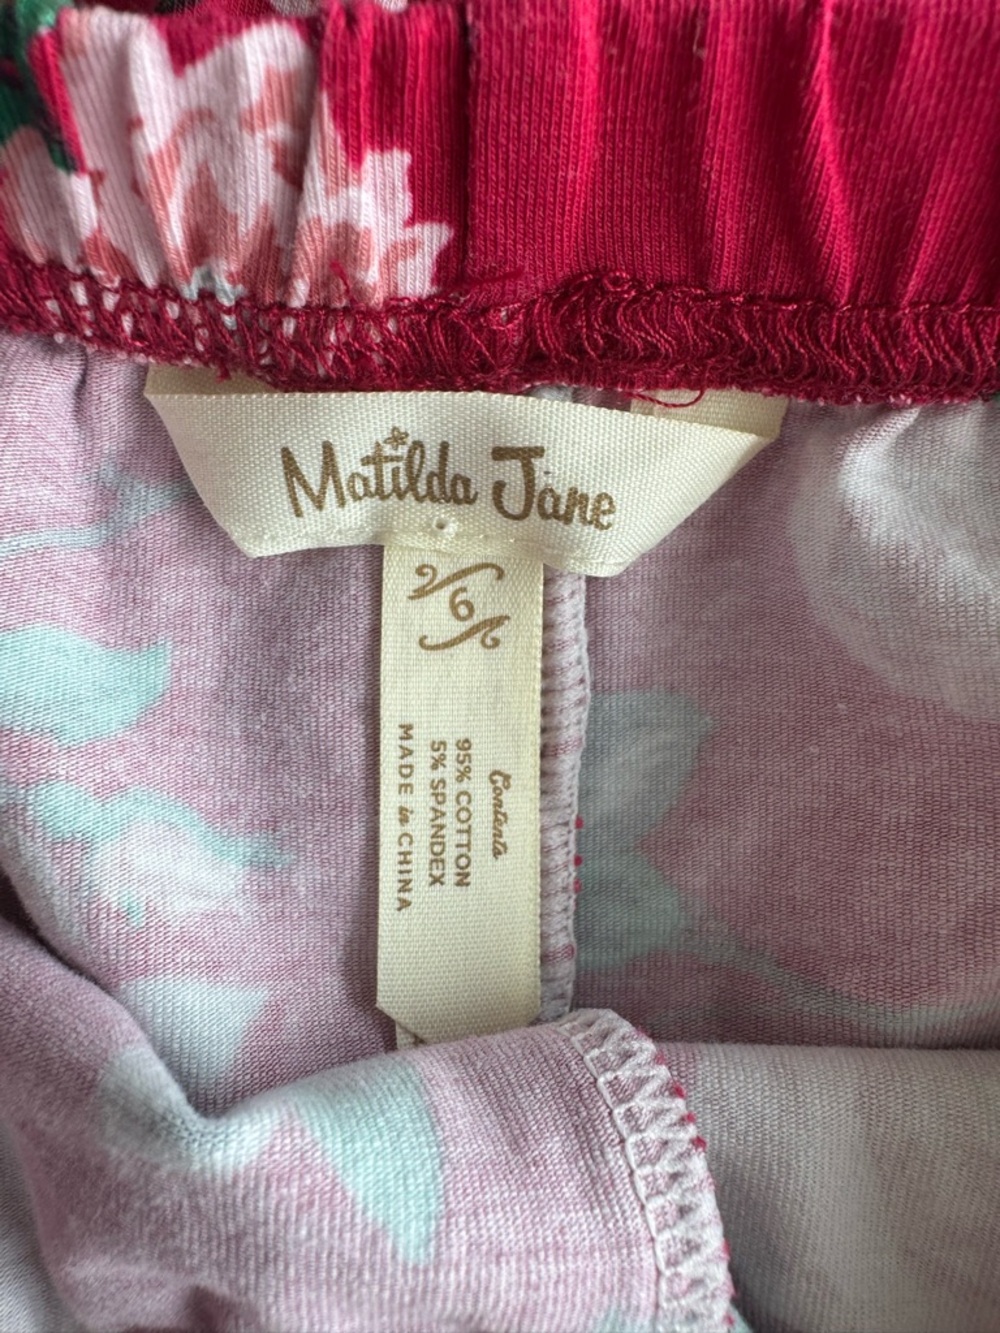 Matilda Jane
6
Contents
95% COTTON
5% SPANDEX
MADE in CHINA